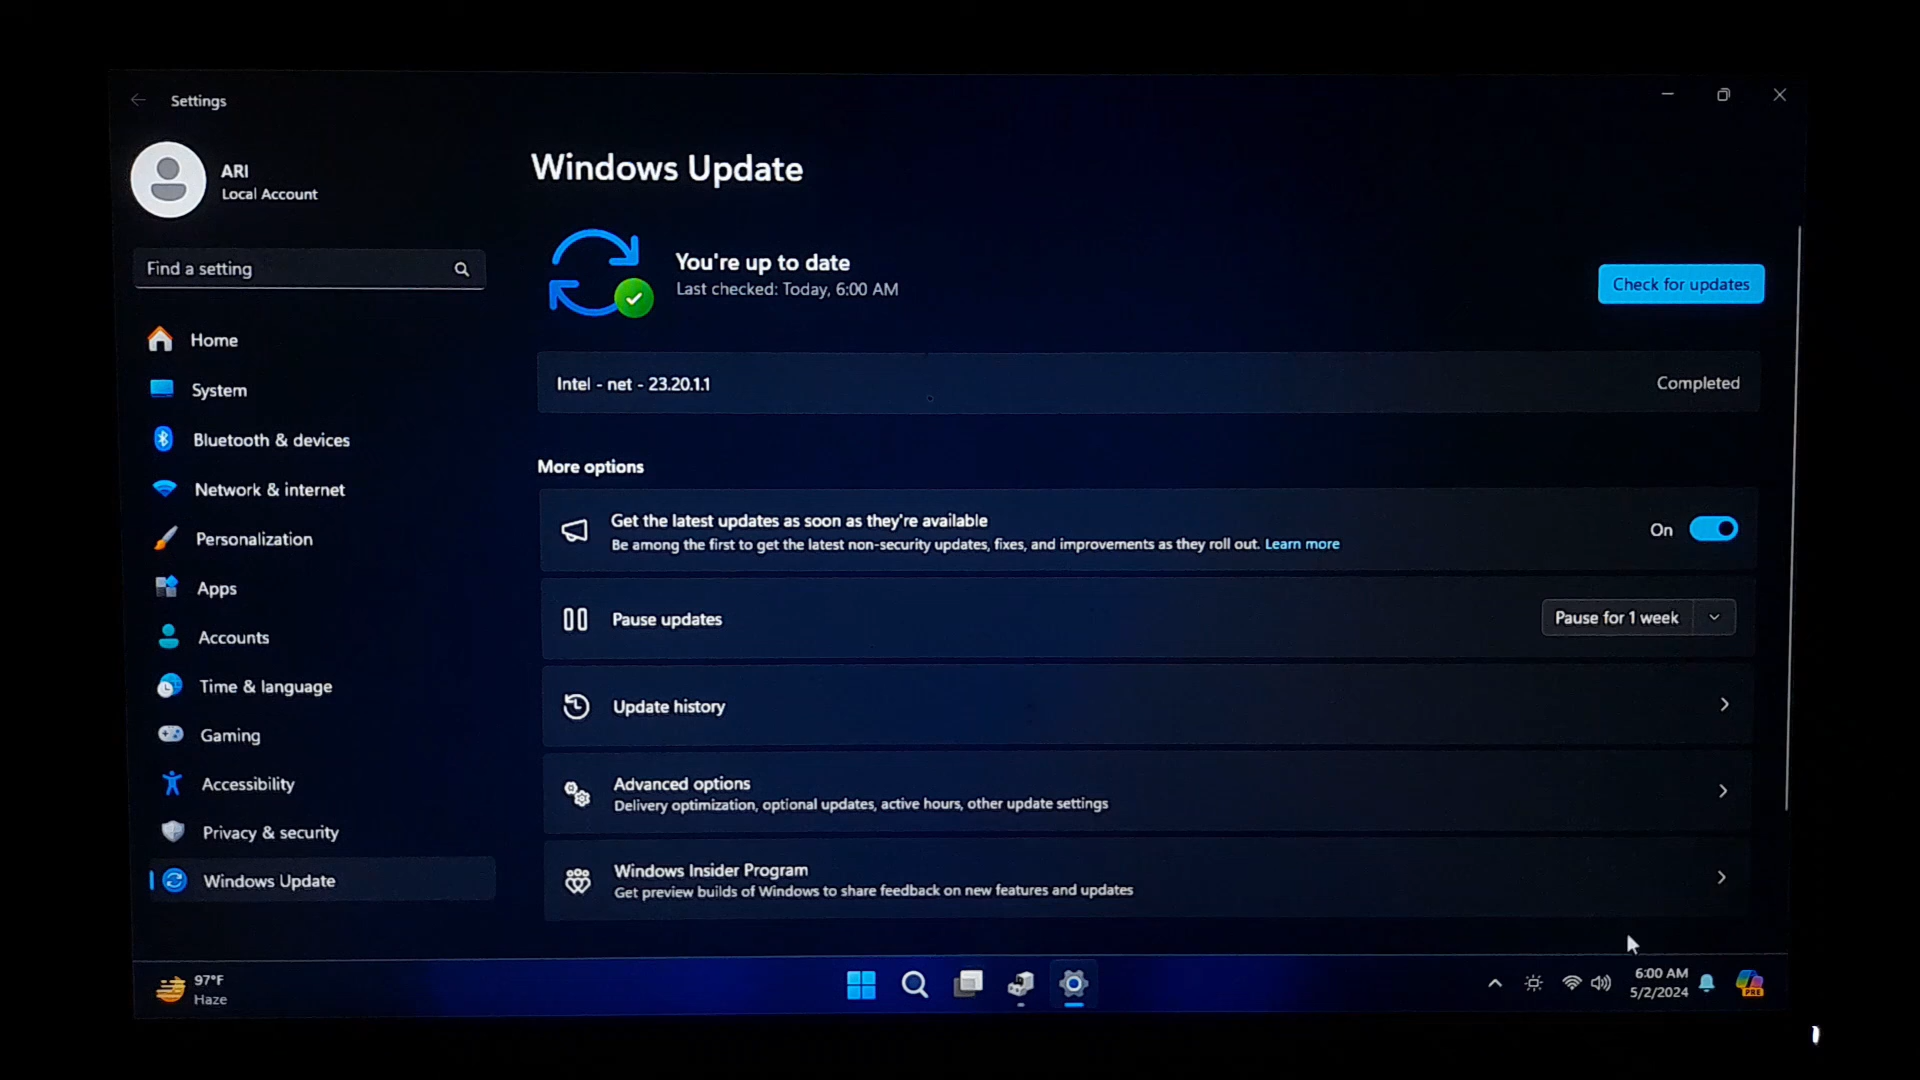 Settings
ARI
Local Account
Find a setting
Home
System
Bluetooth & devices
Network & internet
Personalization
Apps
Accounts
Time & language
Gaming
Accessibility
Privacy & security
Windows Update
Windows Update
You're up to date
Last checked: Today, 6:00 AM
Check for updates
Intel - net - 23.20.1.1
Completed
More options
Get the latest updates as soon as they're available
Be among the first to get the latest non-security updates, fixes, and improvements as they roll out. Learn more
On
Pause updates
Pause for 1 week
Update history
Advanced options
Delivery optimization, optional updates, active hours, other update settings
Windows Insider Program
Get preview builds of Windows to share feedback on new features and updates
97°F
Haze
6:00 AM
5/2/2024
PRE